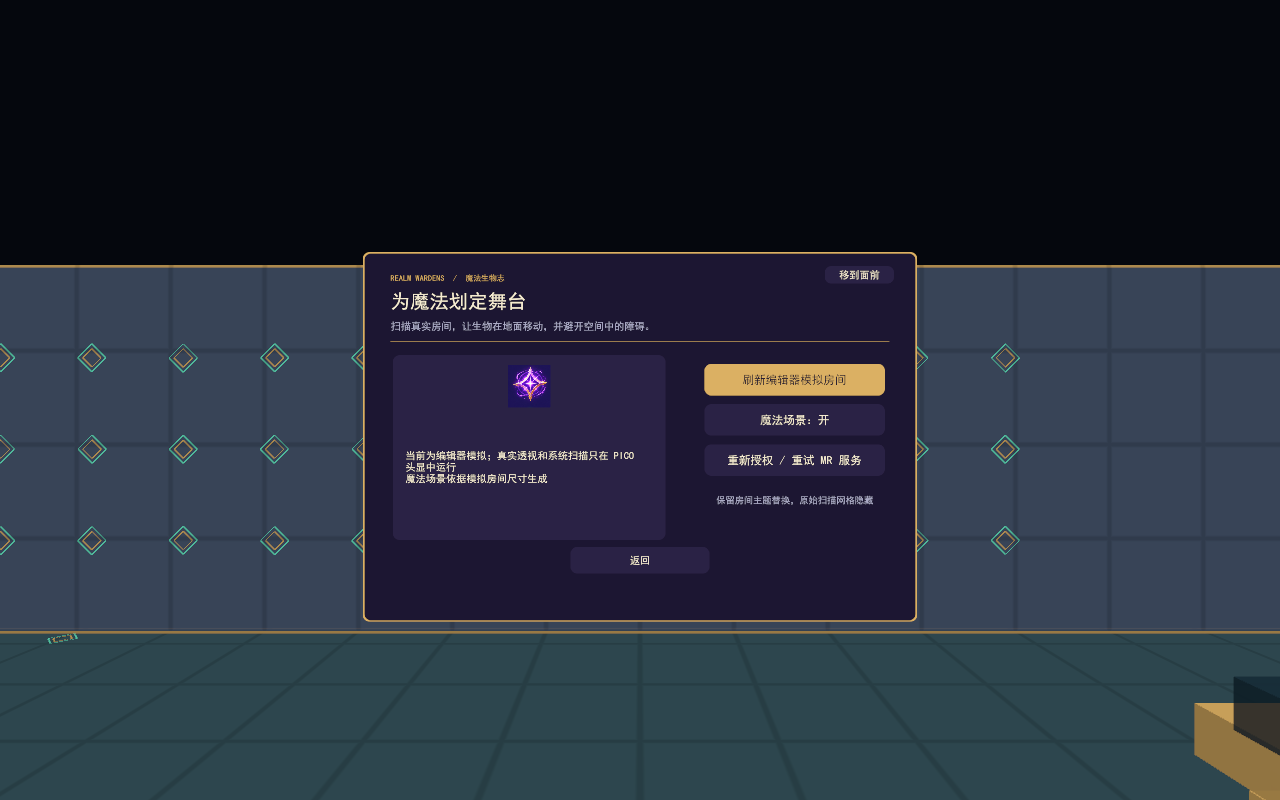 REALM WARDENS / 魔法生物志
移到面前
为魔法划定舞台
扫描真实房间，让生物在地面移动，并避开空间中的障碍。
刷新编辑器模拟房间
魔法场景：开
当前为编辑器模拟；真实透视和系统扫描只在 PICO
头显中运行
魔法场景依据模拟房间尺寸生成
重新授权 / 重试 MR 服务
保留房间主题替换，原始扫描网格隐藏
返回